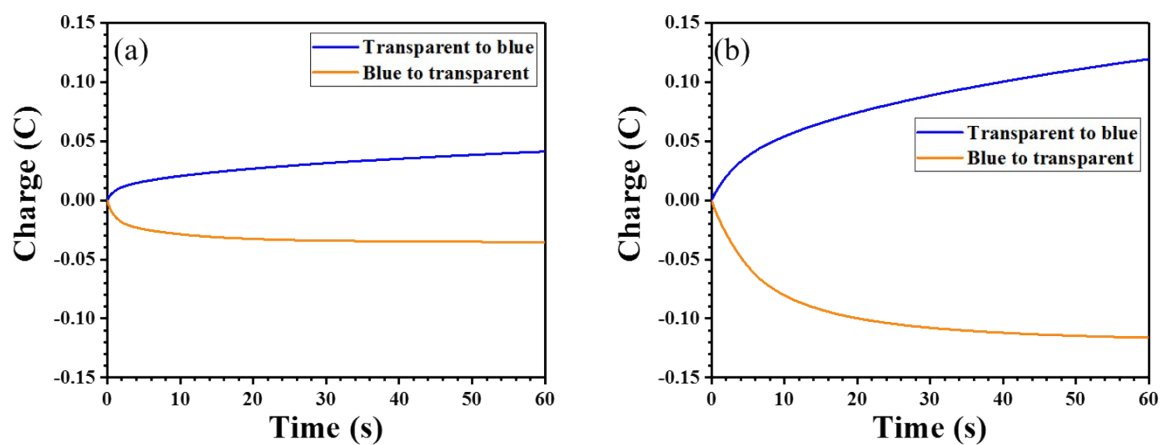 (a)
Transparent to blue
Blue to transparent
Charge (C)
0.15
0.10
0.05
0.00
-0.05
-0.10
-0.15
0 10 20 30 40 50 60
Time (s)
(b)
Transparent to blue
Blue to transparent
Charge (C)
0.15
0.10
0.05
0.00
-0.05
-0.10
-0.15
0 10 20 30 40 50 60
Time (s)